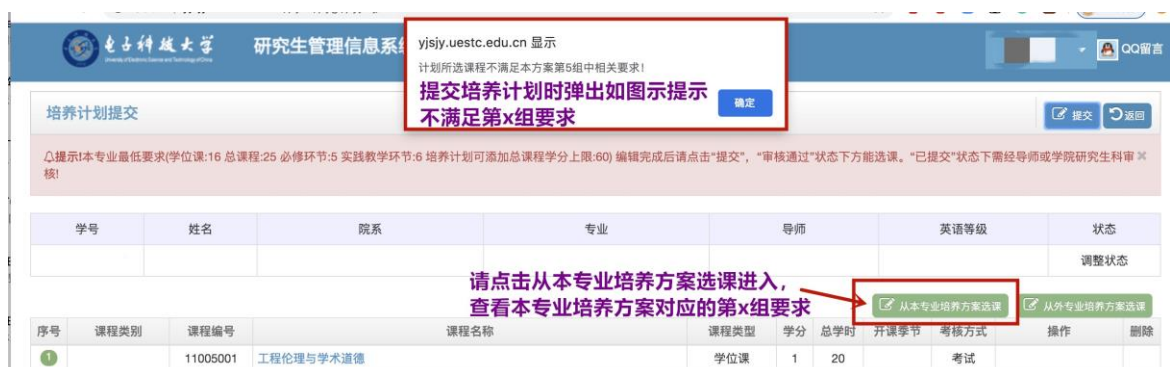 电子科技大学
University of Electronic Science and Technology of China
研究生管理信息系
yjsjy.uestc.edu.cn 显示
计划所选课程不满足本方案第5组中相关要求!
提交培养计划时弹出如图示提示
不满足第x组要求
确定
QQ留言
培养计划提交
提交
返回
提示!本专业最低要求(学位课:16 总课程:25 必修环节:5 实践教学环节:6 培养计划可添加总课程学分上限:60) 编辑完成后请点击“提交”，“审核通过”状态下方能选课。“已提交”状态下需经导师或学院研究生科审
核!
学号 姓名 院系 专业 导师 英语等级 状态
调整状态
请点击从本专业培养方案选课进入，
查看本专业培养方案对应的第x组要求
从本专业培养方案选课 从外专业培养方案选课
序号 课程类别 课程编号 课程名称 课程类型 学分 总学时 开课季节 考核方式 操作 删除
1 11005001 工程伦理与学术道德 学位课 1 20 考试